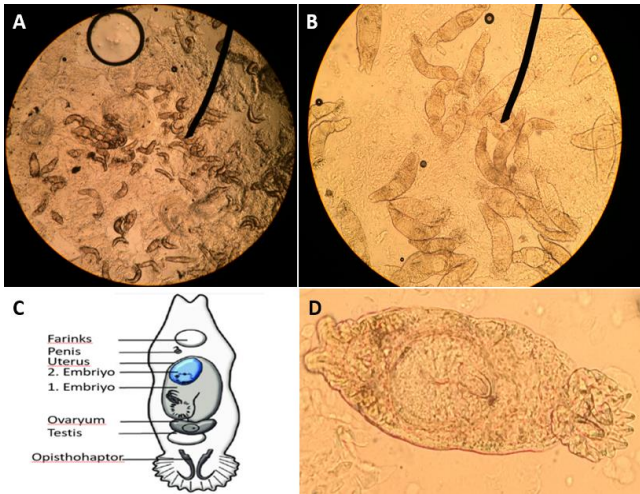 A
B
C
Farinks
Penis
Uterus
2. Embriyo
1. Embriyo
Ovaryum
Testis
Opisthohaptor
D